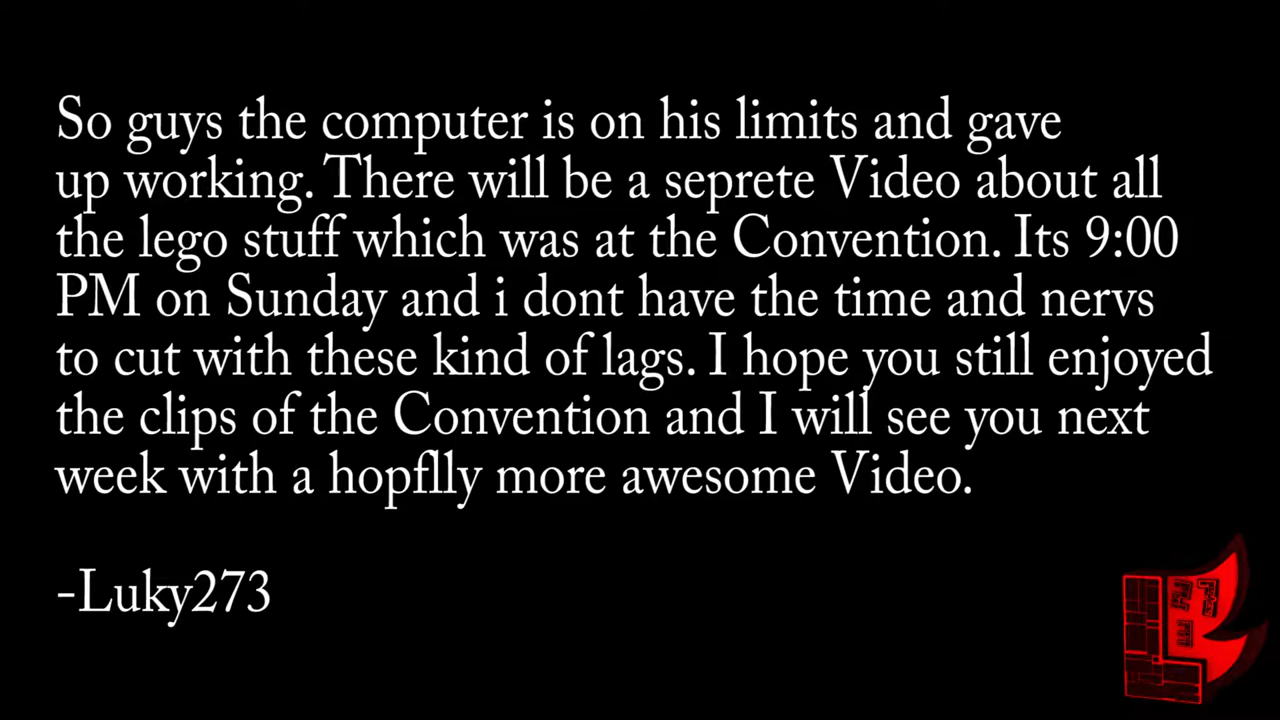 So guys the computer is on his limits and gave
up working. There will be a seprete Video about all
the lego stuff which was at the Convention. Its 9:00
PM on Sunday and i dont have the time and nervs
to cut with these kind of lags. I hope you still enjoyed
the clips of the Convention and I will see you next
week with a hopflly more awesome Video.
-Luky273